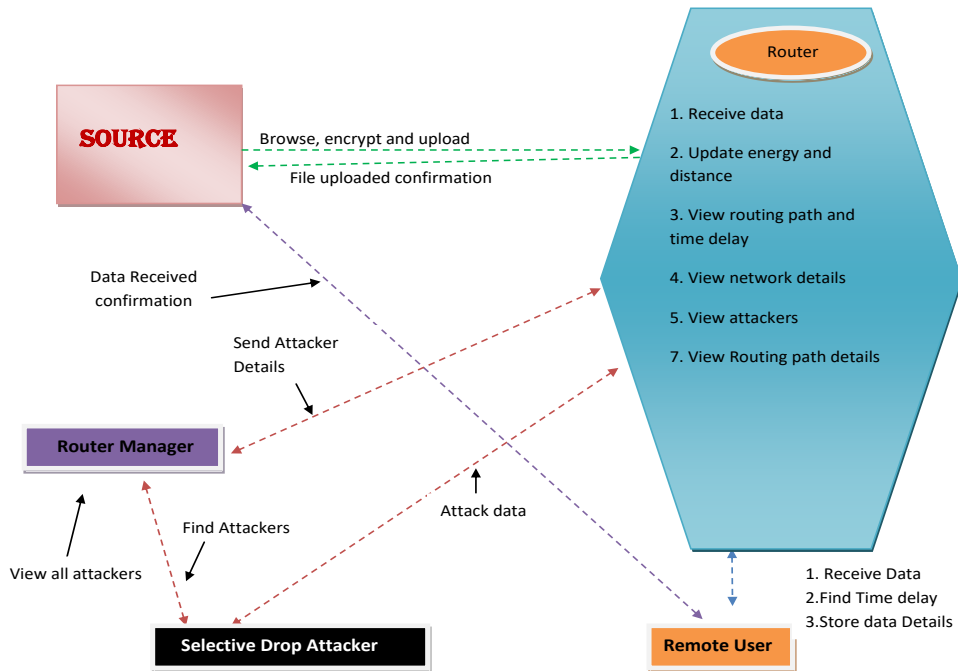 Router
SOURCE
Browse, encrypt and upload
File uploaded confirmation
1. Receive data
2. Update energy and
distance
3. View routing path and
time delay
4. View network details
5. View attackers
7. View Routing path details
Data Received
confirmation
Send Attacker
Details
Router Manager
Attack data
Find Attackers
View all attackers
1. Receive Data
2.Find Time delay
3.Store data Details
Selective Drop Attacker
Remote User